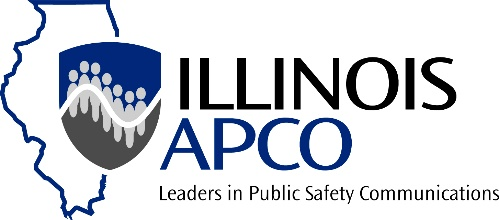 ILLINOIS
APCO
Leaders in Public Safety Communications